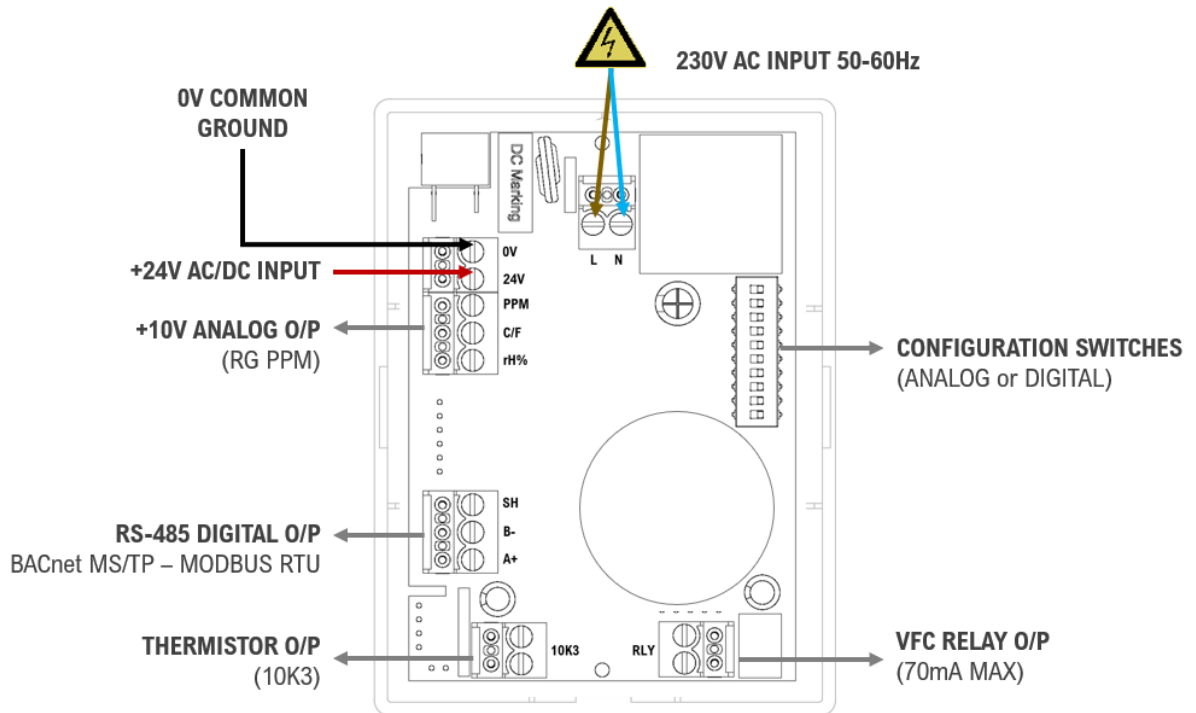 230V AC INPUT 50-60Hz
0V COMMON
GROUND
DC Marking
L N
0V
+24V AC/DC INPUT
24V
PPM
+10V ANALOG O/P
(RG PPM)
C/F
rH%
CONFIGURATION SWITCHES
(ANALOG or DIGITAL)
SH
RS-485 DIGITAL O/P
BACnet MS/TP – MODBUS RTU
B-
A+
THERMISTOR O/P
(10K3)
10K3
RLY
VFC RELAY O/P
(70mA MAX)